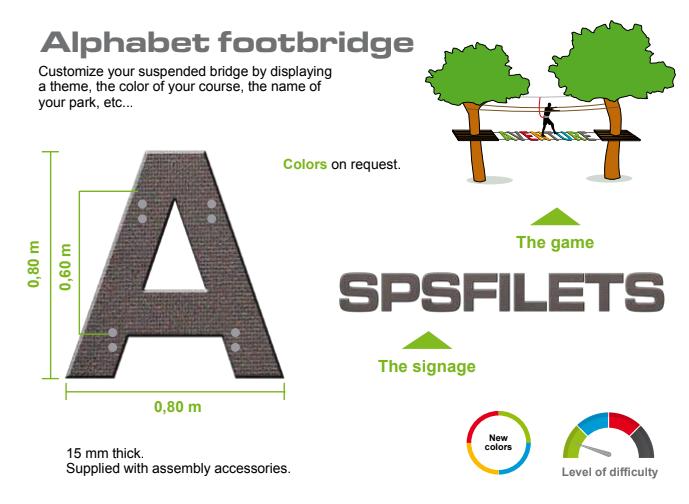 Alphabet footbridge
Customize your suspended bridge by displaying
a theme, the color of your course, the name of
your park, etc...
Colors on request.
The game
0,80 m
0,60 m
A
0,80 m
SPSFILETS
The signage
15 mm thick.
Supplied with assembly accessories.
New
colors
Level of difficulty